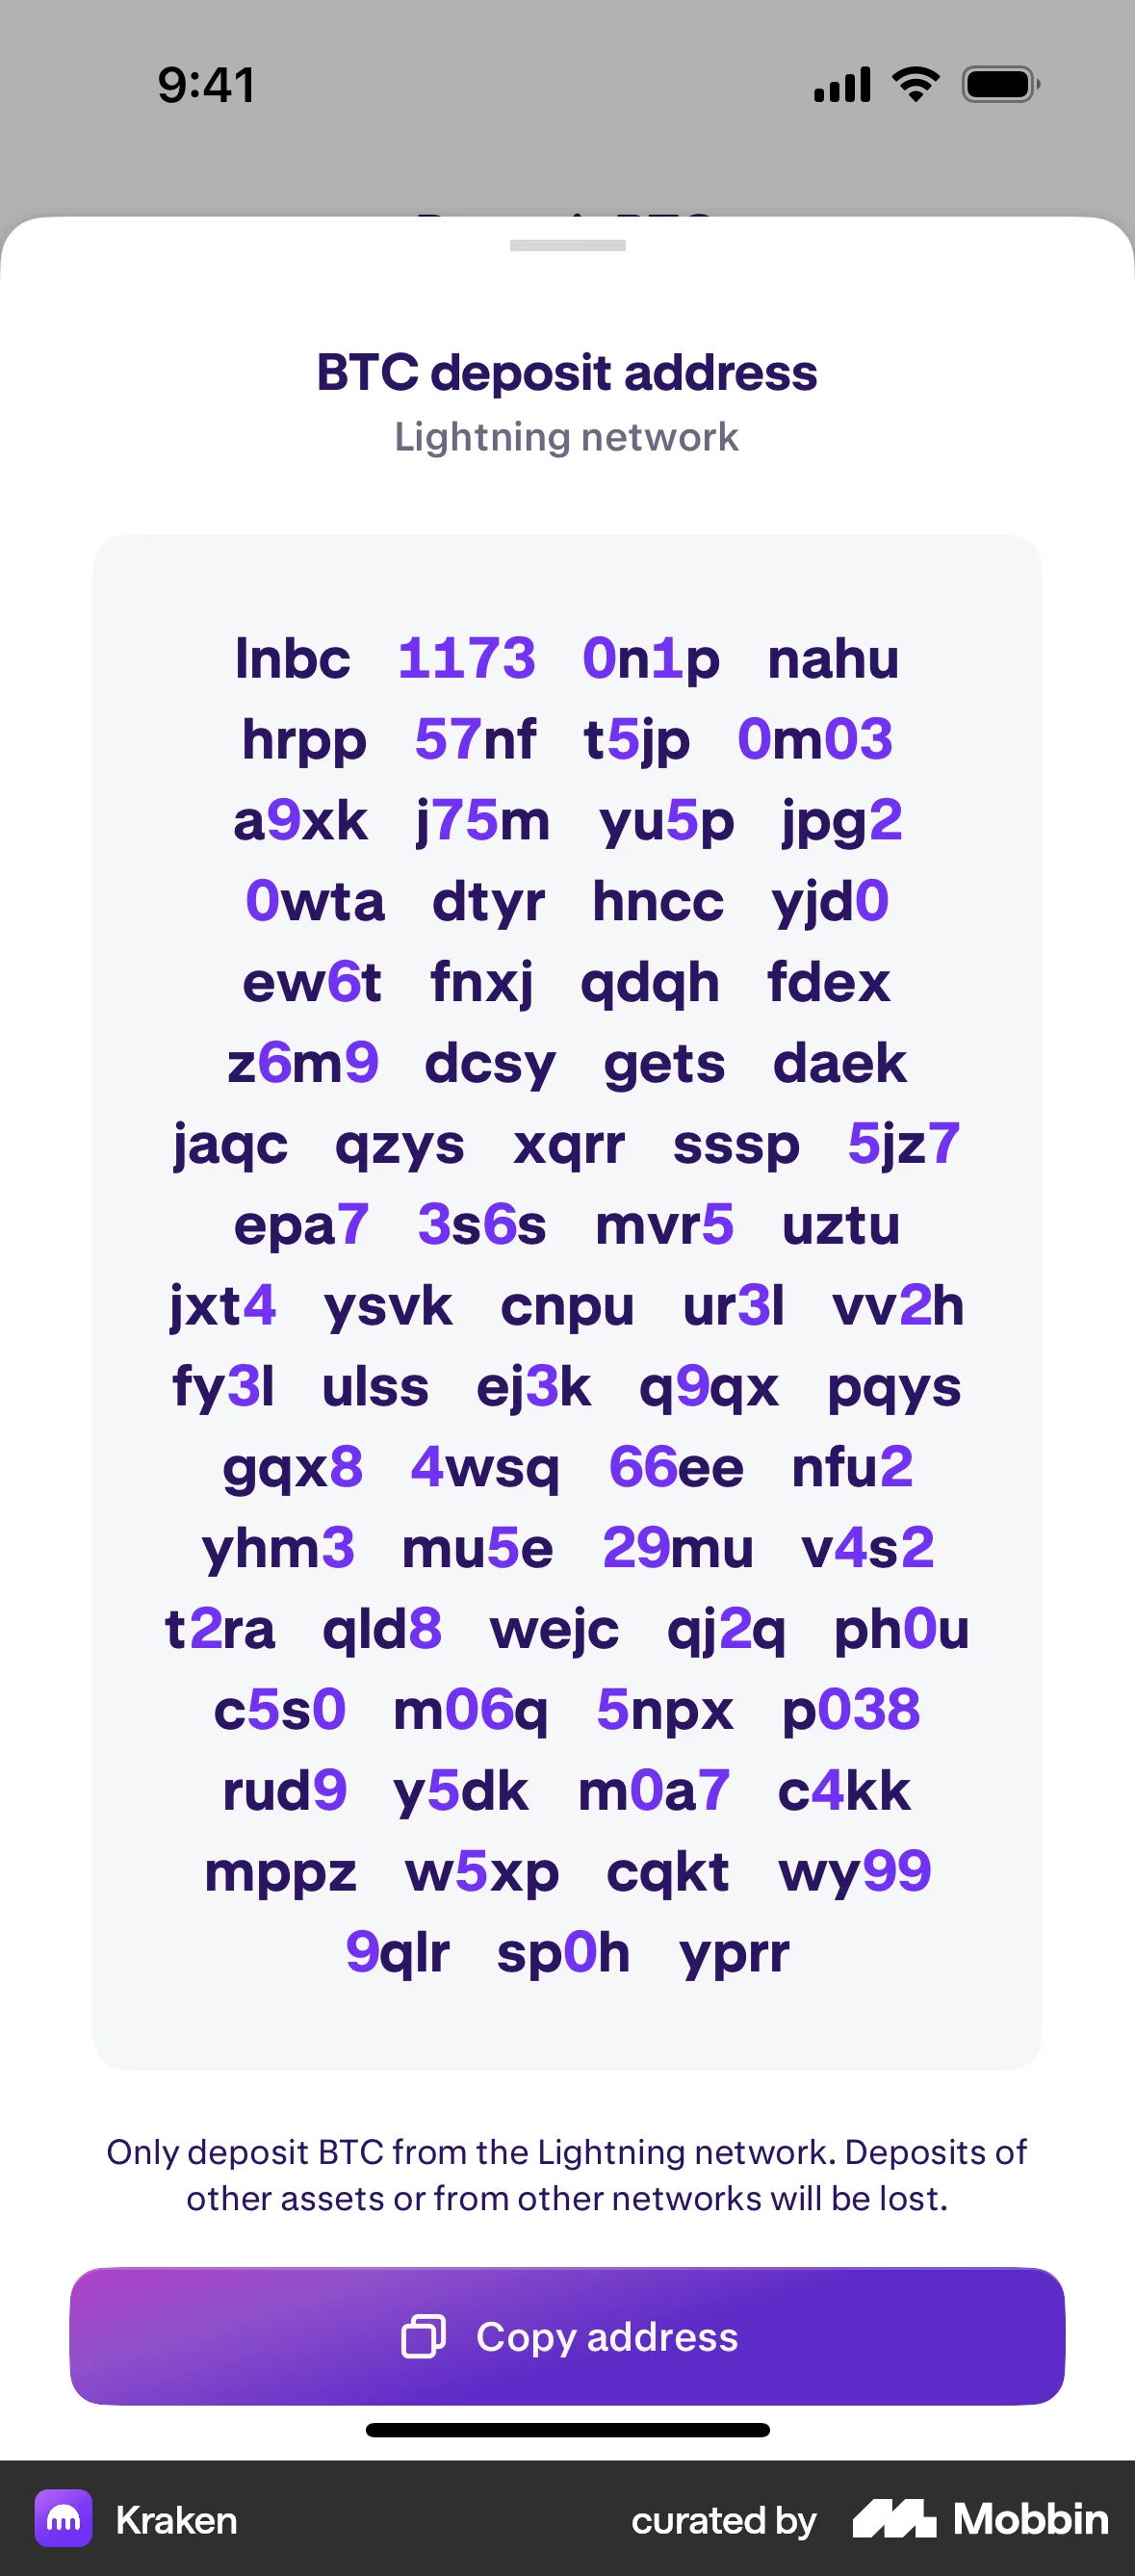 9:41
BTC deposit address
Lightning network
lnbc 1173 0n1p nahu
hrpp 57nf t5jp 0m03
a9xk j75m yu5p jpg2
0wta dtyr hncc yjd0
ew6t fnxj qdqh fdex
z6m9 dcsy gets daek
jaqc qzys xqrr sssp 5jz7
epa7 3s6s mvr5 uztu
jxt4 ysvk cnpu ur3l vv2h
fy3l ulss ej3k q9qx pqys
gqx8 4wsq 66ee nfu2
yhm3 mu5e 29mu v4s2
t2ra qld8 wejc qj2q ph0u
c5s0 m06q 5npx p038
rud9 y5dk m0a7 c4kk
mppz w5xp cqkt wy99
9qlr sp0h yprr
Only deposit BTC from the Lightning network. Deposits of
other assets or from other networks will be lost.
Copy address
Kraken curated by Mobbin